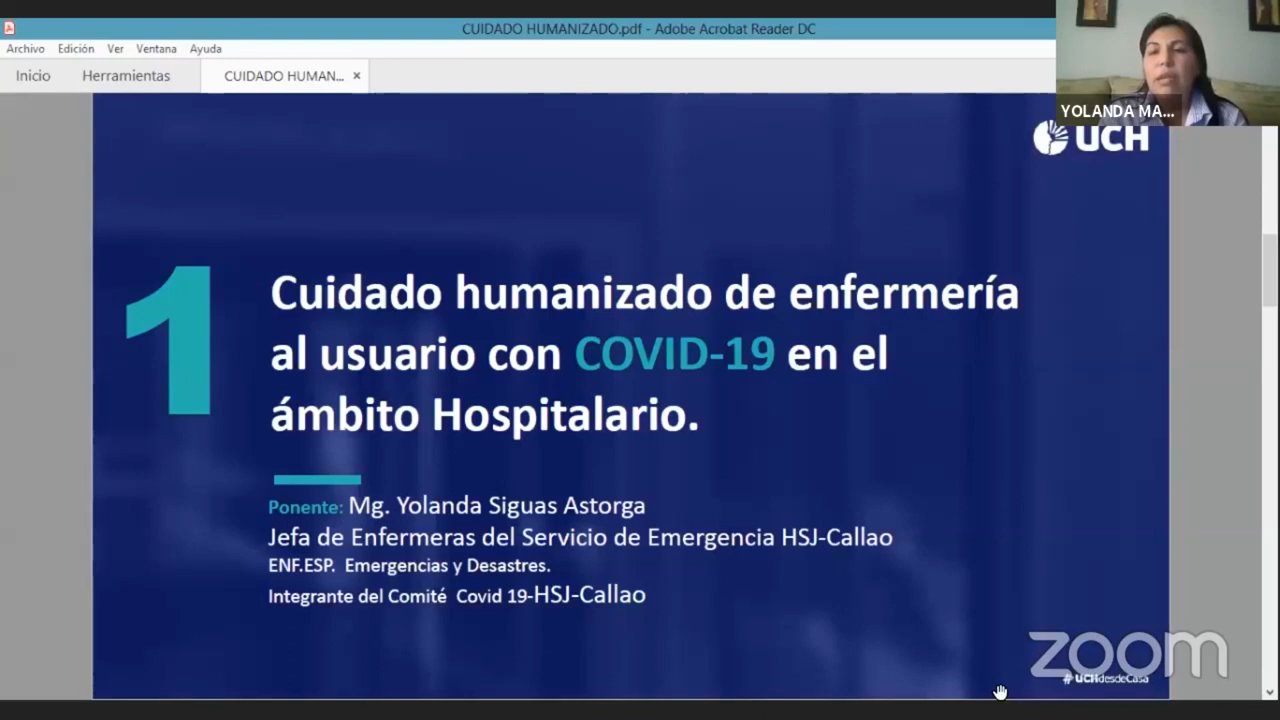 CUIDADO HUMANIZADO.pdf - Adobe Acrobat Reader DC
Archivo Edición Ver Ventana Ayuda
Inicio Herramientas CUIDADO HUMAN... ×
YOLANDA MA...
UCH
1
Cuidado humanizado de enfermería
al usuario con COVID-19 en el
ámbito Hospitalario.
Ponente: Mg. Yolanda Siguas Astorga
Jefa de Enfermeras del Servicio de Emergencia HSJ-Callao
ENF.ESP. Emergencias y Desastres.
Integrante del Comité Covid 19-HSJ-Callao
zoom
#UCHdesdeCasa